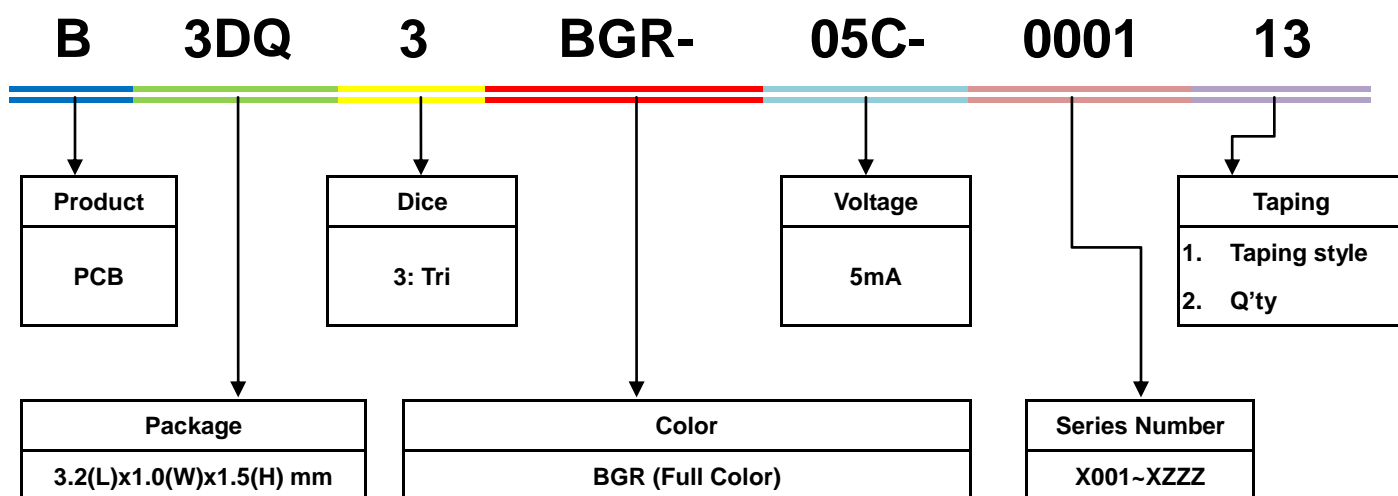 B 3DQ 3 BGR- 05C- 0001 13
Product
PCB
Dice
3: Tri
Voltage
5mA
Taping
1. Taping style
2. Q’ty
Package
3.2(L)x1.0(W)x1.5(H) mm
Color
BGR (Full Color)
Series Number
X001~XZZZ